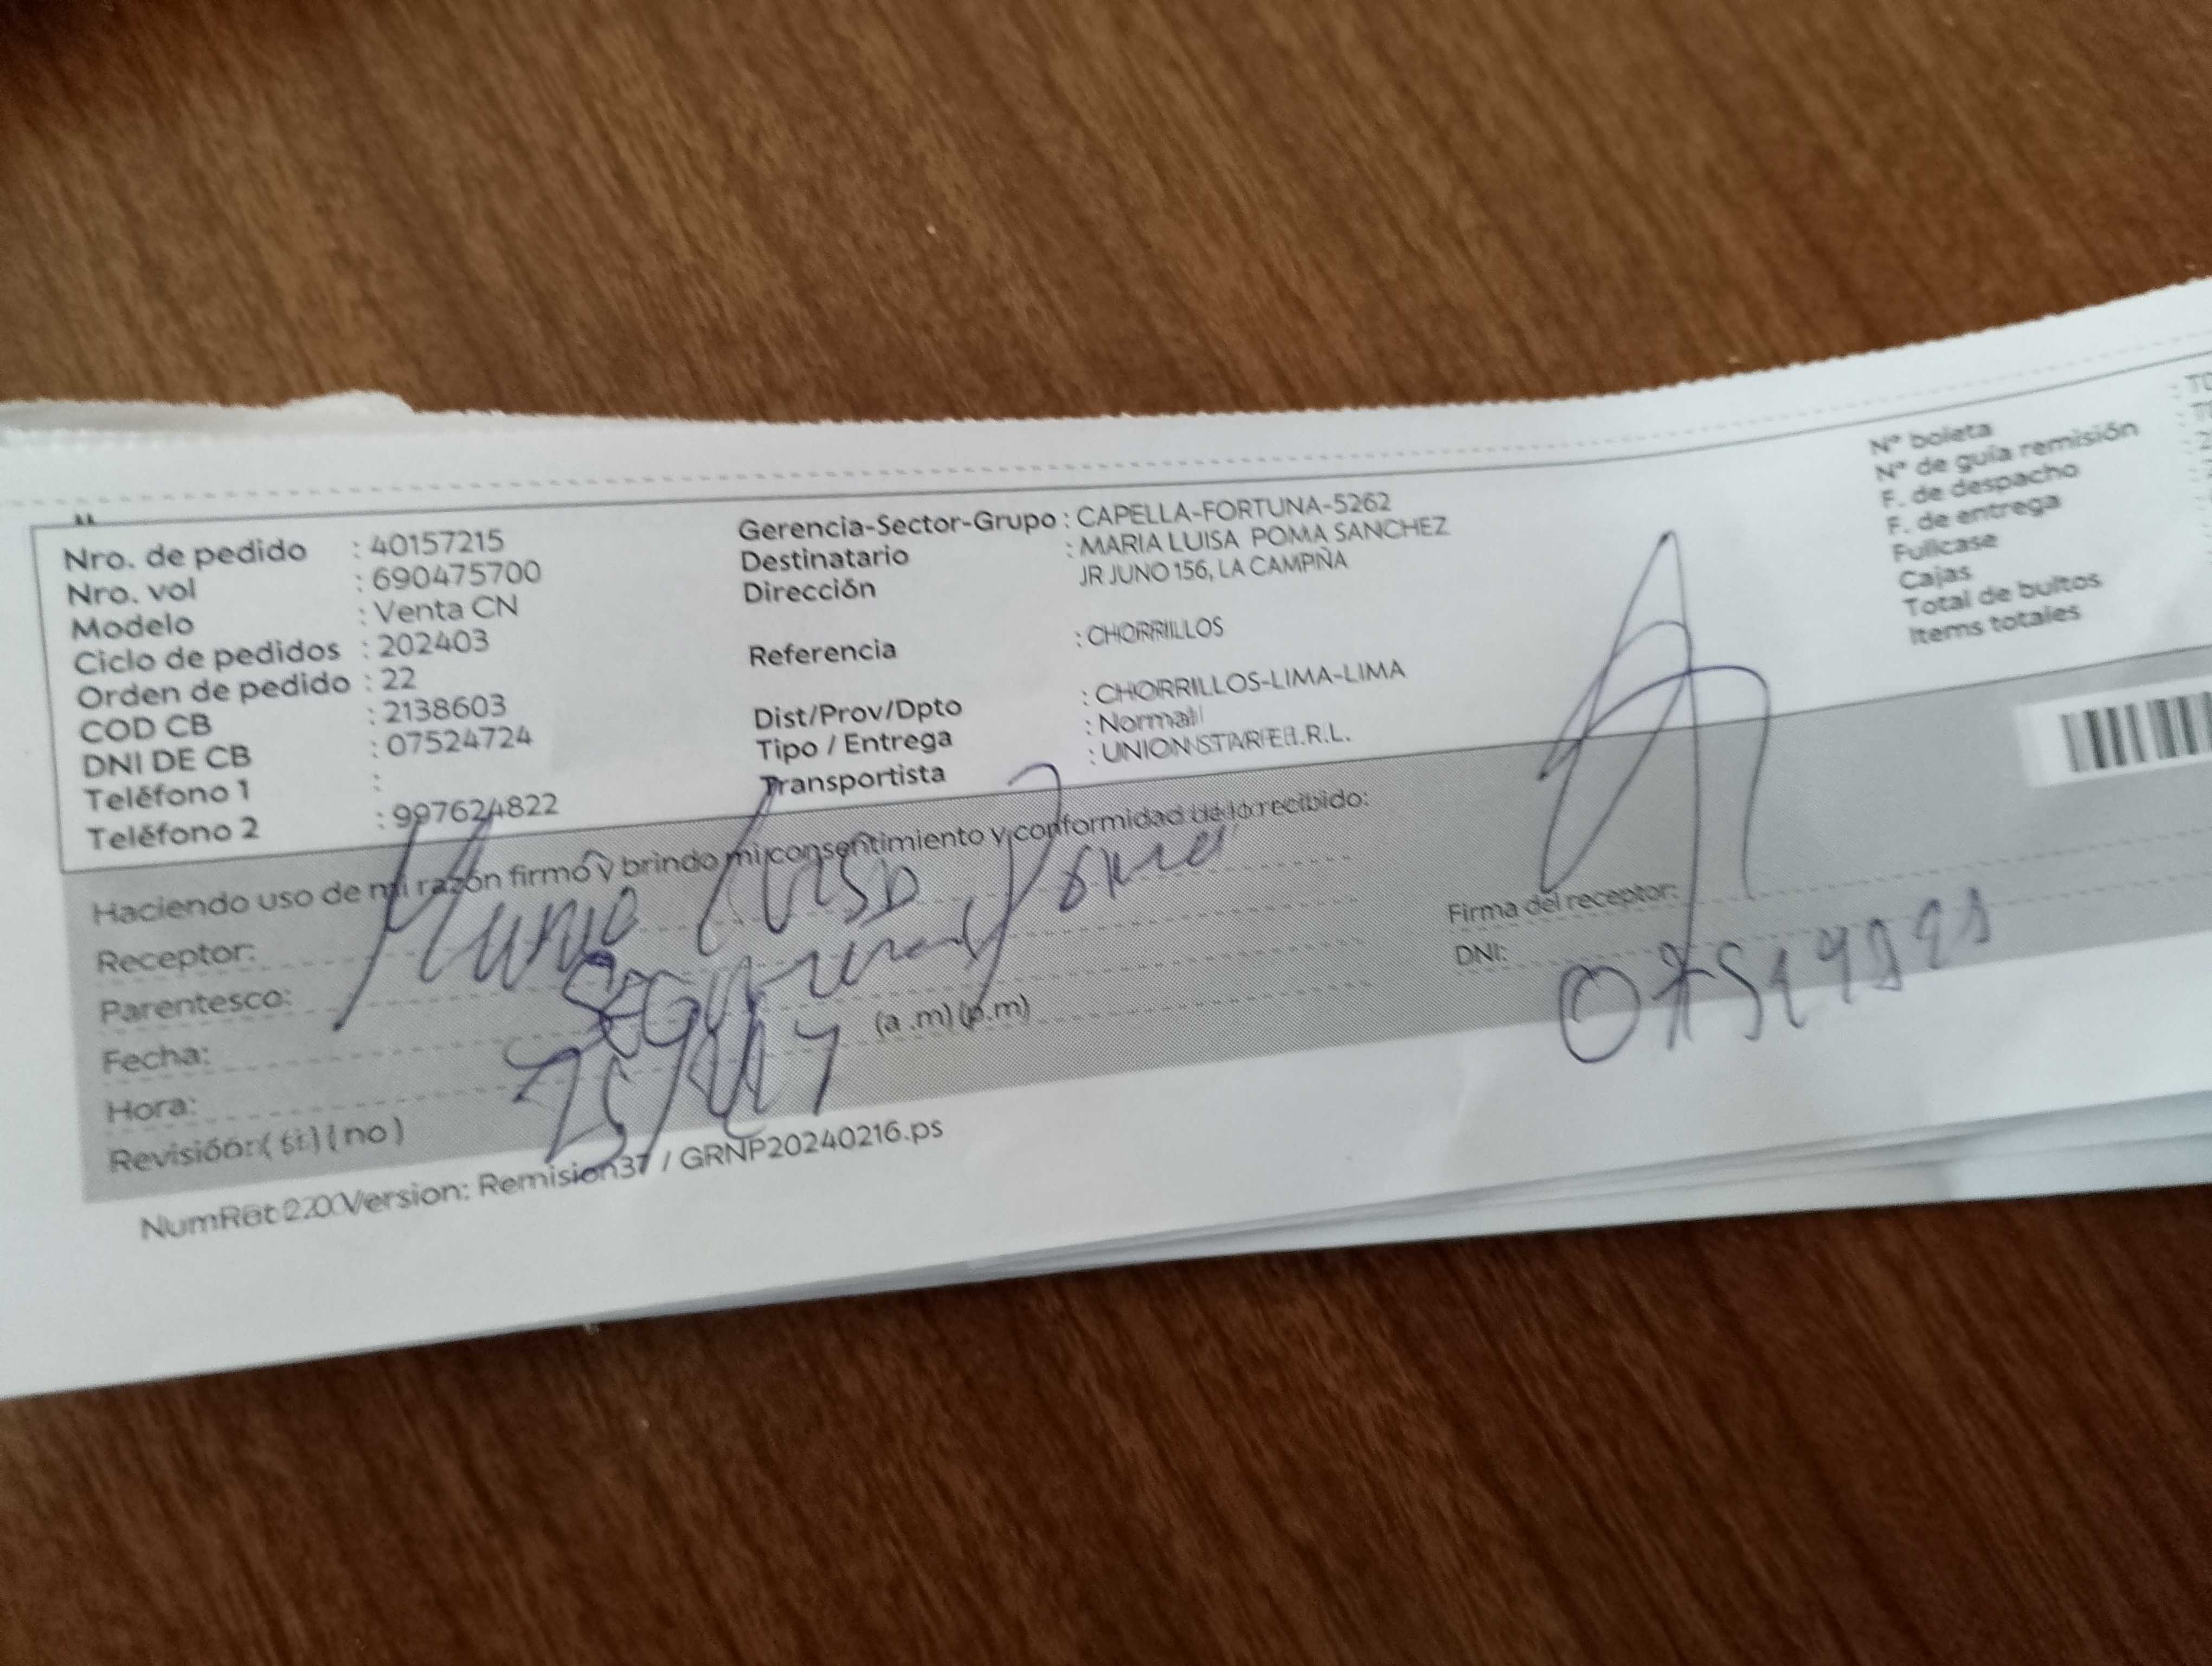 Nro. de pedido : 40157215
Nro. vol : 690475700
Modelo : Venta CN
Ciclo de pedidos : 202403
Orden de pedido : 22
COD CB : 2138603
DNI DE CB : 07524724
Teléfono 1 :
Teléfono 2 : 997624822
Gerencia-Sector-Grupo : CAPELLA-FORTUNA-5262
Destinatario : MARIA LUISA POMA SANCHEZ
Dirección JR JUNO 156, LA CAMPIÑA
Referencia : CHORRILLOS
Dist/Prov/Dpto : CHORRILLOS-LIMA-LIMA
Tipo / Entrega : Normal
Transportista : UNION STAR E.I.R.L.
N° boleta
N° de guía remisión
F. de despacho
F. de entrega
Fullcase
Cajas
Total de bultos
Items totales
Haciendo uso de mi razón firmo y brindo mi consentimiento y conformidad de lo recibido:
Receptor:
Parentesco:
Fecha:
Hora: (a .m) (p.m)
Revisión: (si) (no)
Firma del receptor:
DNI:
Version: Remision37 / GRNP20240216.ps